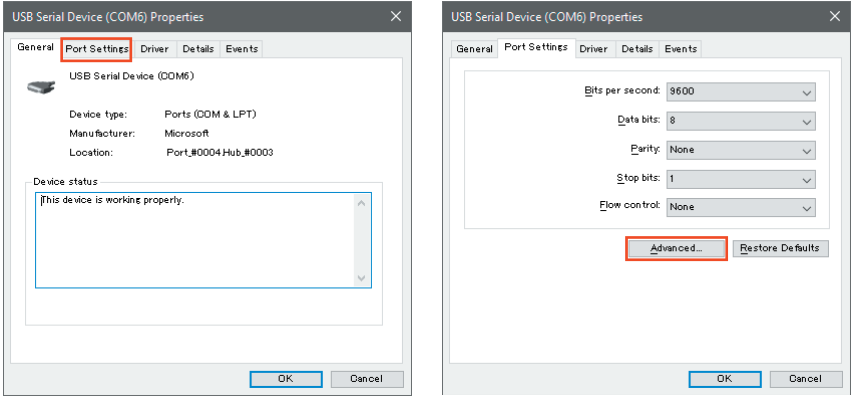 USB Serial Device (COM6) Properties
General Port Settings Driver Details Events
USB Serial Device (COM6)
Device type: Ports (COM & LPT)
Manufacturer: Microsoft
Location: Port_#0004.Hub_#0003
Device status
This device is working properly.
OK Cancel
USB Serial Device (COM6) Properties
General Port Settings Driver Details Events
Bits per second: 9600
Data bits: 8
Parity: None
Stop bits: 1
Flow control: None
Advanced... Restore Defaults
OK Cancel